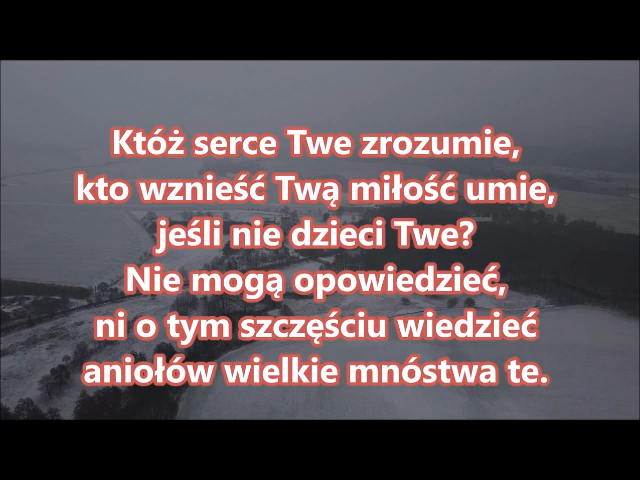 Któż serce Twe zrozumie,
kto wznieść Twą miłość umie,
jeśli nie dzieci Twe?
Nie mogą opowiedzieć,
ni o tym szczęściu wiedzieć
aniołów wielkie mnóstwa te.